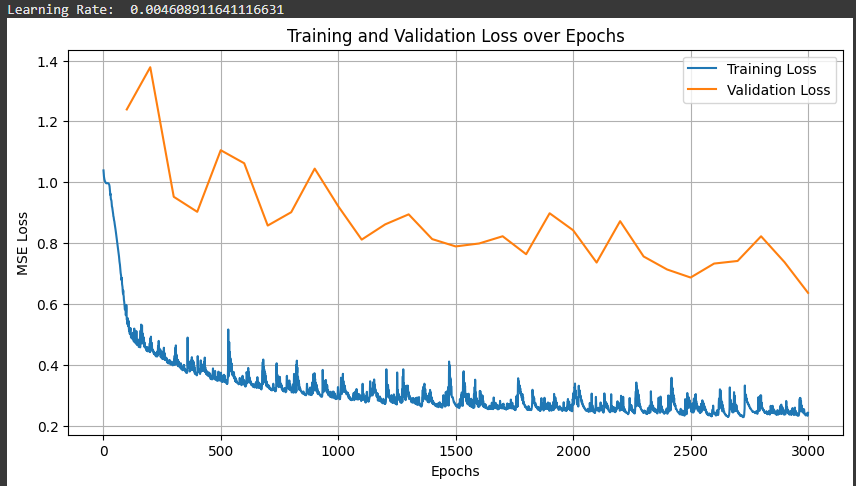 Learning Rate:  0.004608911641116631
Training and Validation Loss over Epochs
Training Loss
Validation Loss
MSE Loss
1.4
1.2
1.0
0.8
0.6
0.4
0.2
0
500
1000
1500
2000
2500
3000
Epochs